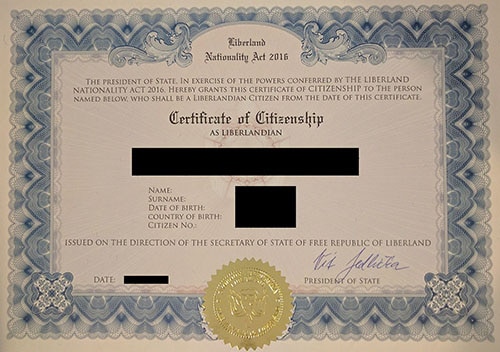 Liberland
Nationality Act 2016
THE PRESIDENT OF STATE, IN EXERCISE OF THE POWERS CONFERRED BY THE LIBERLAND
NATIONALITY ACT 2016. HEREBY GRANTS THIS CERTIFICATE OF CITIZENSHIP TO THE PERSON
NAMED BELOW, WHO SHALL BE A LIBERLANDIAN CITIZEN FROM THE DATE OF THIS CERTIFICATE.
Certificate of Citizenship
AS LIBERLANDIAN
NAME:
SURNAME:
DATE OF BIRTH:
COUNTRY OF BIRTH:
CITIZEN NO.:
ISSUED ON THE DIRECTION OF THE SECRETARY OF STATE OF FREE REPUBLIC OF LIBERLAND
DATE:
PRESIDENT OF STATE